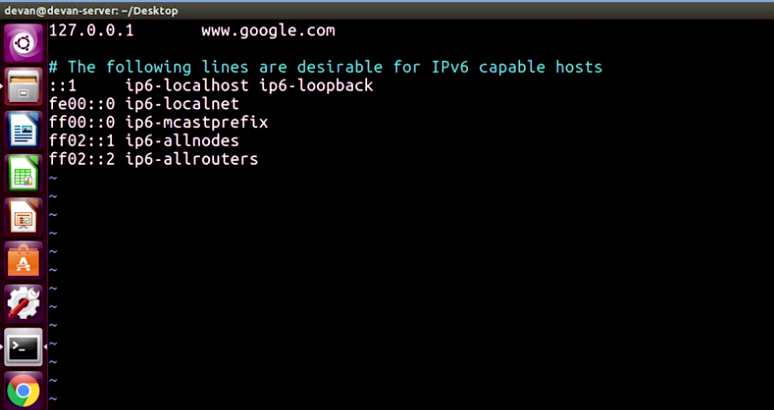 devan@devan-server: ~/Desktop
127.0.0.1 www.google.com
# The following lines are desirable for IPv6 capable hosts
::1 ip6-localhost ip6-loopback
fe00::0 ip6-localnet
ff00::0 ip6-mcastprefix
ff02::1 ip6-allnodes
ff02::2 ip6-allrouters
~
~
~
~
~
~
~
~
~
~
~
~
~